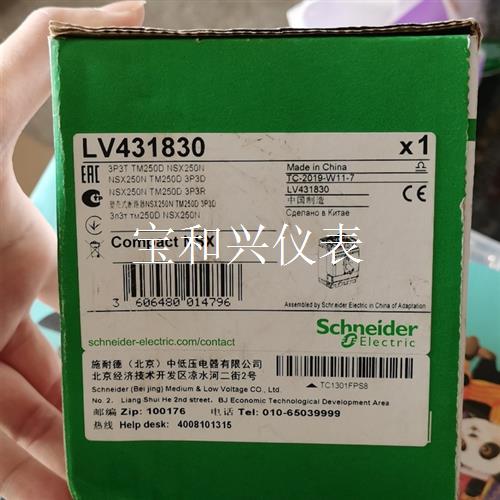 LV431830
x1
3P3T TM250D NSX250N
NSX250N TM250D 3P3D
NSX250N TM250D 3P3R
塑壳式断路器NSX250N TM250D 3P3D
3п3т тм250D NSX250N
EAC
Made in China
TC-2019-W11-7
LV431830
中国制造
Сделано в Китае
Compact NSX
宝和兴仪表
3 606480 014796
Assembled by Schneider Electric in China of Adaptation
schneider-electric.com/contact
Schneider
Electric
施耐德（北京）中低压电器有限公司
北京经济技术开发区凉水河二街2号
TC1301FPS8
Schneider (Bei jing) Medium & Low Voltage CO., LTD.
No. 2. Liang Shui He 2nd street, BJ Economic Technological Development Area
邮编 Zip: 100176 电话 Tel: 010-65039999
热线 Help desk: 4008101315